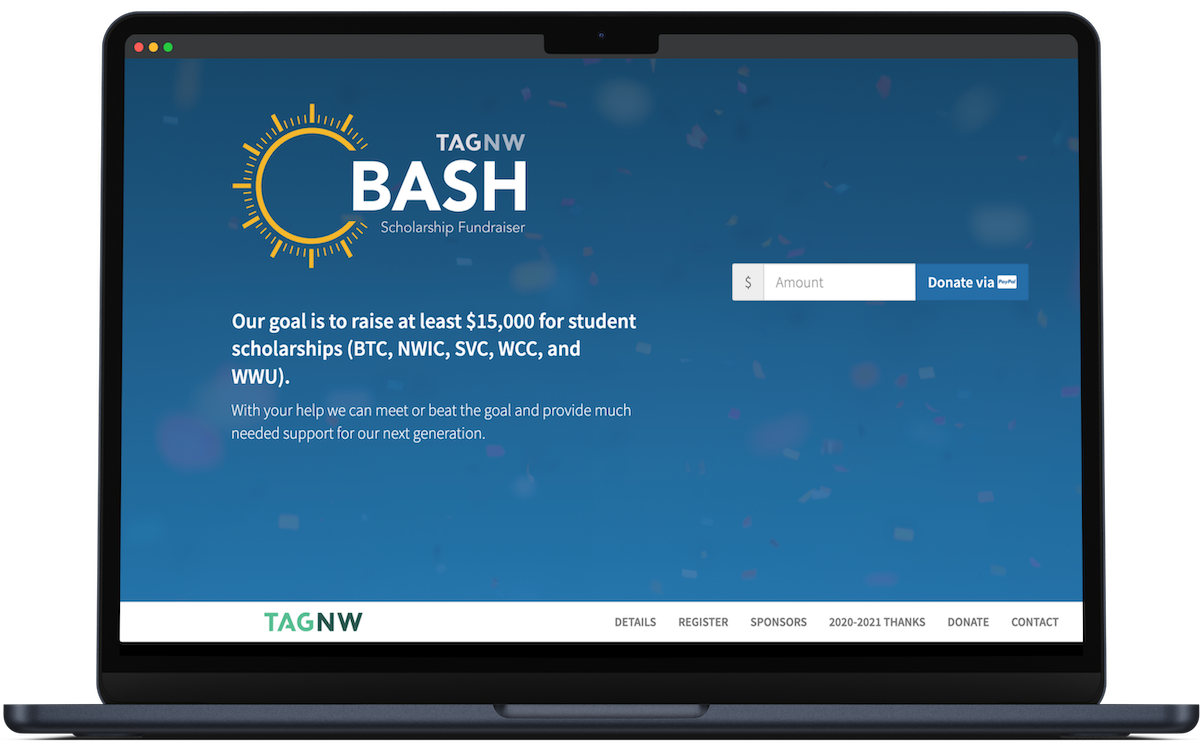 TAGNW
BASH
Scholarship Fundraiser
$ Amount Donate via PayPal
Our goal is to raise at least $15,000 for student
scholarships (BTC, NWIC, SVC, WCC, and
WWU).
With your help we can meet or beat the goal and provide much
needed support for our next generation.
TAGNW DETAILS REGISTER SPONSORS 2020-2021 THANKS DONATE CONTACT